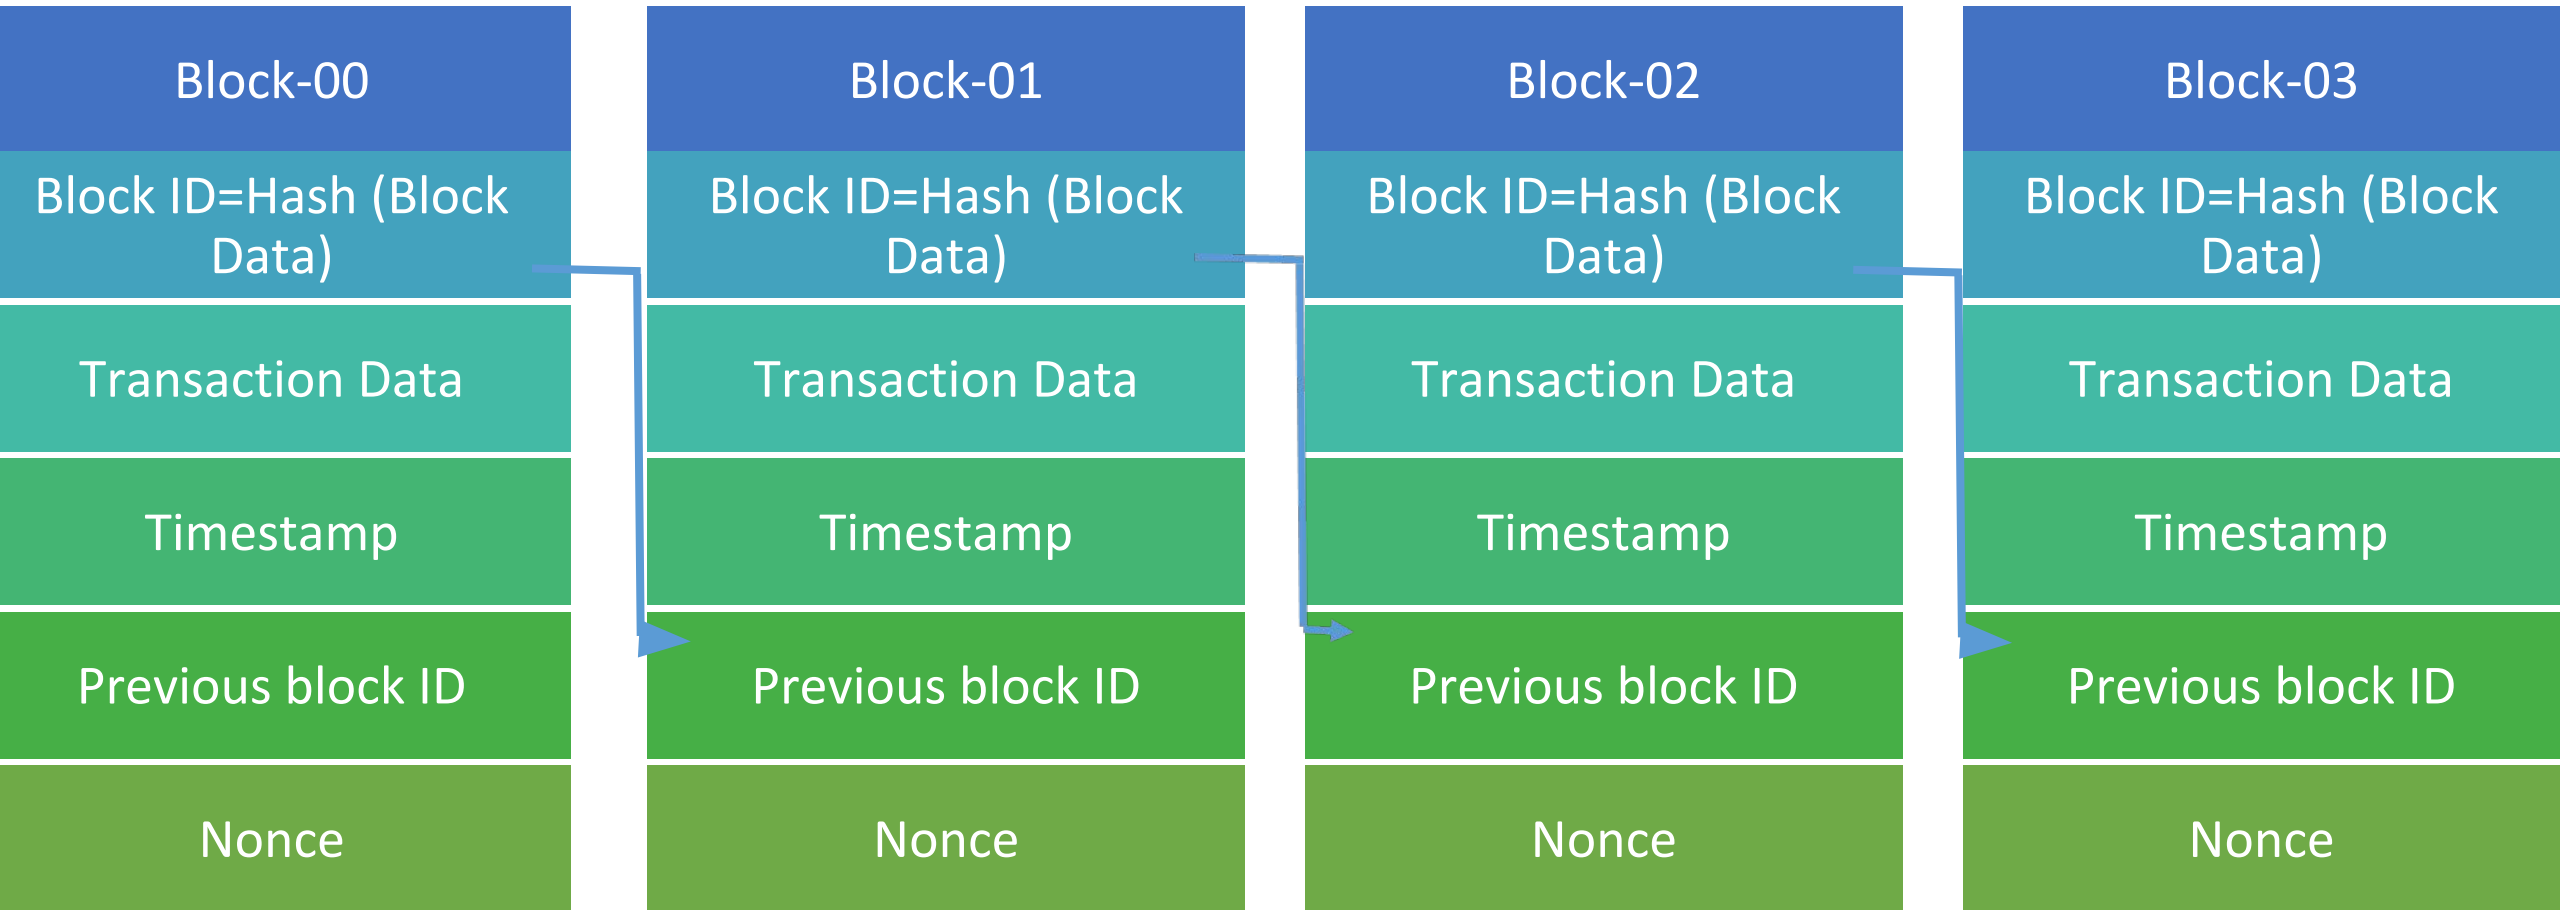 Block-00
Block ID=Hash (Block
Data)
Transaction Data
Timestamp
Previous block ID
Nonce
Block-01
Block ID=Hash (Block
Data)
Transaction Data
Timestamp
Previous block ID
Nonce
Block-02
Block ID=Hash (Block
Data)
Transaction Data
Timestamp
Previous block ID
Nonce
Block-03
Block ID=Hash (Block
Data)
Transaction Data
Timestamp
Previous block ID
Nonce